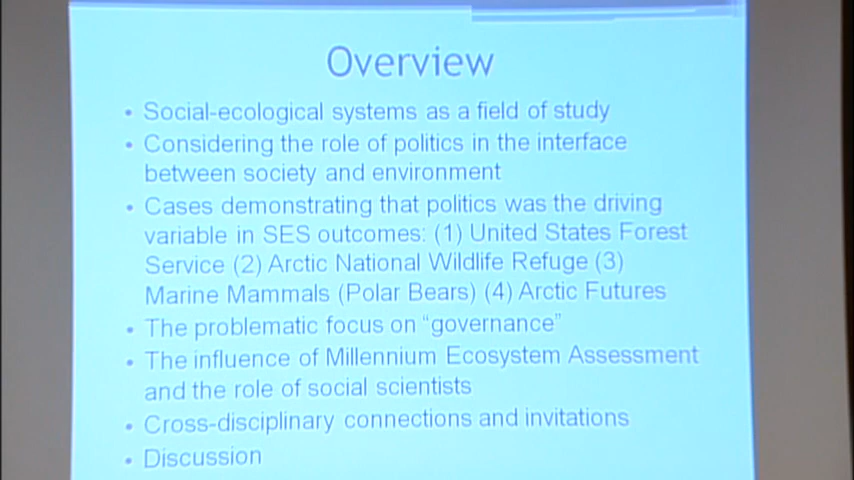 Overview
• Social-ecological systems as a field of study
• Considering the role of politics in the interface
between society and environment
• Cases demonstrating that politics was the driving
variable in SES outcomes: (1) United States Forest
Service (2) Arctic National Wildlife Refuge (3)
Marine Mammals (Polar Bears) (4) Arctic Futures
• The problematic focus on “governance”
• The influence of Millennium Ecosystem Assessment
and the role of social scientists
• Cross-disciplinary connections and invitations
• Discussion